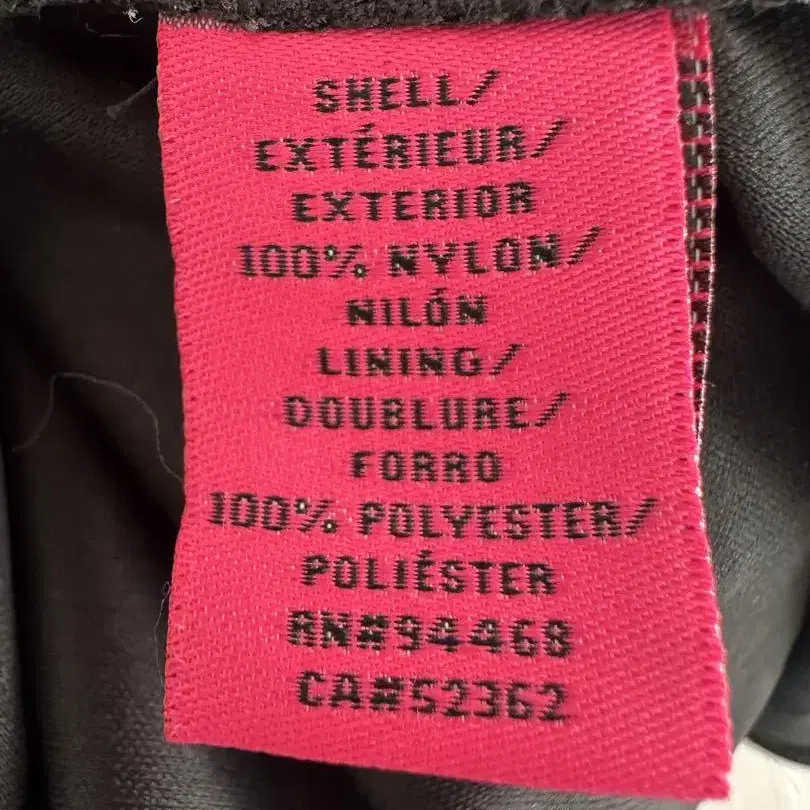 SHELL/
EXTÉRIEUR/
EXTERIOR
100% NYLON/
NILÓN
LINING/
DOUBLURE/
FORRO
100% POLYESTER/
POLIÉSTER
RN#94468
CA#52362